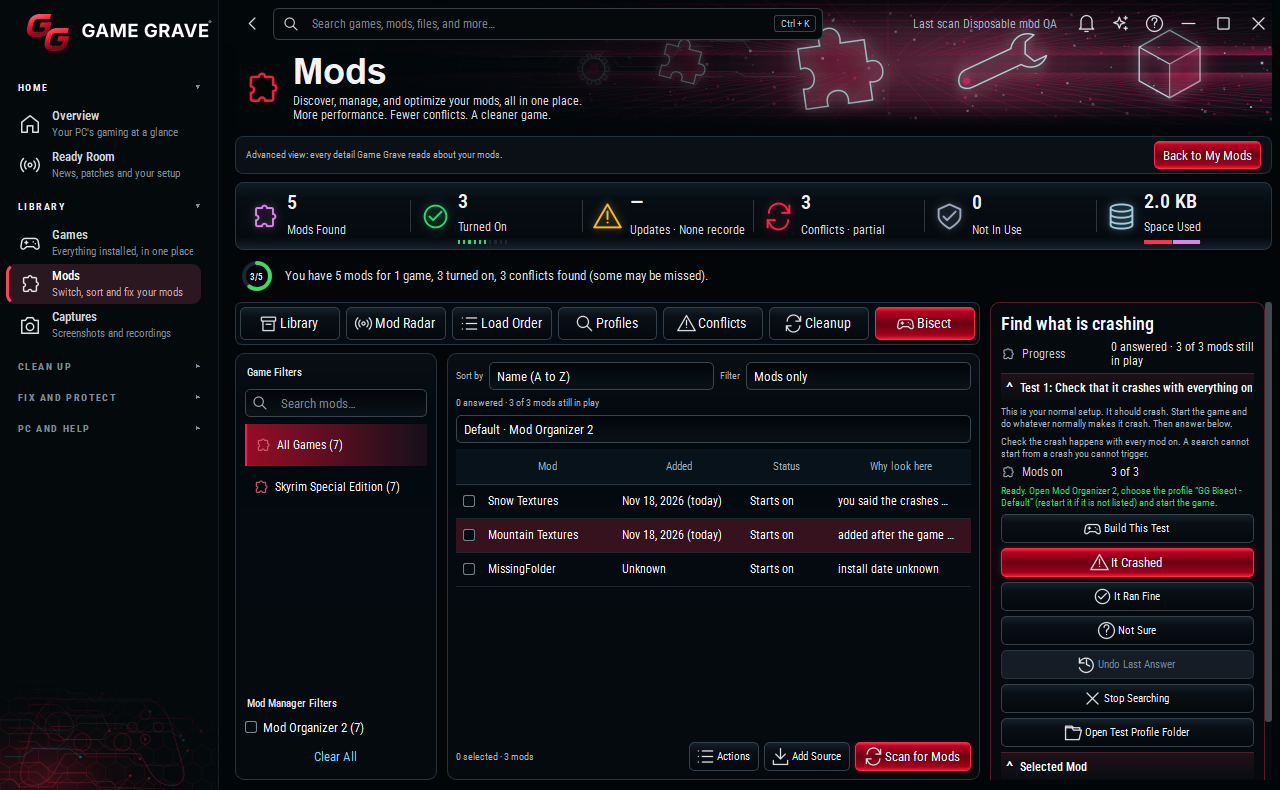 GAME GRAVE
Search games, mods, files, and more...
Ctrl + K
Last scan Disposable mod QA
Mods
Discover, manage, and optimize your mods, all in one place.
More performance. Fewer conflicts. A cleaner game.
HOME
Overview
Your PC's gaming at a glance
Ready Room
News, patches and your setup
LIBRARY
Games
Everything installed, in one place
Mods
Switch, sort and fix your mods
Captures
Screenshots and recordings
CLEAN UP
FIX AND PROTECT
PC AND HELP
Advanced view: every detail Game Grave reads about your mods.
Back to My Mods
5
Mods Found
3
Turned On
—
Updates · None recorde
3
Conflicts · partial
0
Not In Use
2.0 KB
Space Used
3/5
You have 5 mods for 1 game, 3 turned on, 3 conflicts found (some may be missed).
Library
Mod Radar
Load Order
Profiles
Conflicts
Cleanup
Bisect
Game Filters
Search mods...
All Games (7)
Skyrim Special Edition (7)
Mod Manager Filters
Mod Organizer 2 (7)
Clear All
Sort by
Name (A to Z)
Filter
Mods only
0 answered · 3 of 3 mods still in play
Default · Mod Organizer 2
Mod Added Status Why look here
Snow Textures Nov 18, 2026 (today) Starts on you said the crashes ...
Mountain Textures Nov 18, 2026 (today) Starts on added after the game ...
MissingFolder Unknown Starts on install date unknown
0 selected · 3 mods
Actions
Add Source
Scan for Mods
Find what is crashing
Progress
0 answered · 3 of 3 mods still
in play
^ Test 1: Check that it crashes with everything on
This is your normal setup. It should crash. Start the game and
do whatever normally makes it crash. Then answer below.
Check the crash happens with every mod on. A search cannot
start from a crash you cannot trigger.
Mods on
3 of 3
Ready. Open Mod Organizer 2, choose the profile “GG Bisect -
Default” (restart it if it is not listed) and start the game.
Build This Test
It Crashed
It Ran Fine
Not Sure
Undo Last Answer
Stop Searching
Open Test Profile Folder
^ Selected Mod